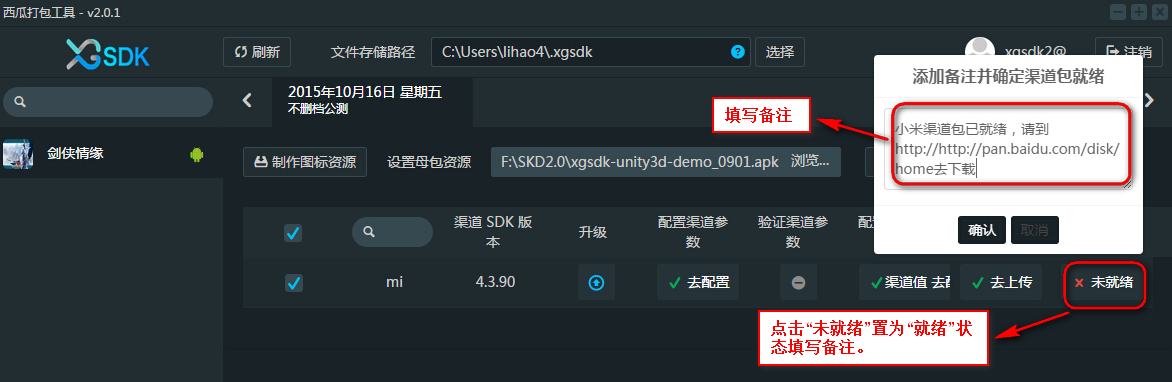 西瓜打包工具 - v2.0.1
XGSDK
刷新
文件存储路径
C:\Users\lihao4\.xgsdk
?
选择
xgsdk2@
注销
2015年10月16日 星期五
不删档公测
添加备注并确定渠道包就绪
小米渠道包已就绪，请到
http://http://pan.baidu.com/disk/
home去下载
确认
取消
填写备注
剑侠情缘
制作图标资源
设置母包资源
F:\SKD2.0\xgsdk-unity3d-demo_0901.apk
浏览...
渠道 SDK 版
本
升级
配置渠道参
数
验证渠道参
数
mi
4.3.90
去配置
渠道值 去配
去上传
未就绪
点击“未就绪”置为“就绪”状
态填写备注。